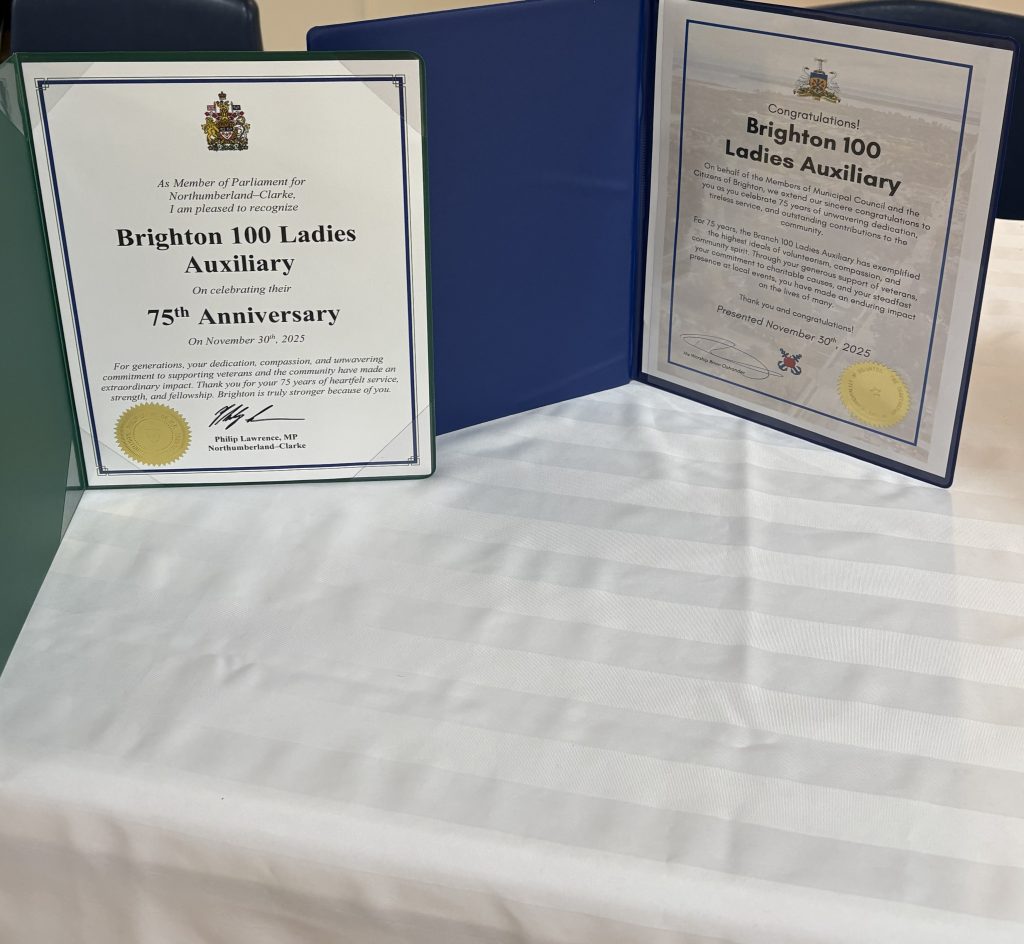 As Member of Parliament for
Northumberland–Clarke,
I am pleased to recognize
Brighton 100 Ladies
Auxiliary
On celebrating their
75th Anniversary
On November 30th, 2025
For generations, your dedication, compassion, and unwavering
commitment to supporting veterans and the community have made an
extraordinary impact. Thank you for your 75 years of heartfelt service,
strength, and fellowship. Brighton is truly stronger because of you.
Philip Lawrence, MP
Northumberland–Clarke
Congratulations!
Brighton 100
Ladies Auxiliary
On behalf of the Members of Municipal Council and the
Citizens of Brighton, we extend our sincere congratulations to
you as you celebrate 75 years of unwavering dedication,
tireless service, and outstanding contributions to the
community.
For 75 years, the Branch 100 Ladies Auxiliary has exemplified
the highest ideals of volunteerism, compassion, and
community spirit. Through your generous support of veterans,
your commitment to charitable causes, and your steadfast
presence at local events, you have made an enduring impact
on the lives of many.
Thank you and congratulations!
Presented November 30th, 2025